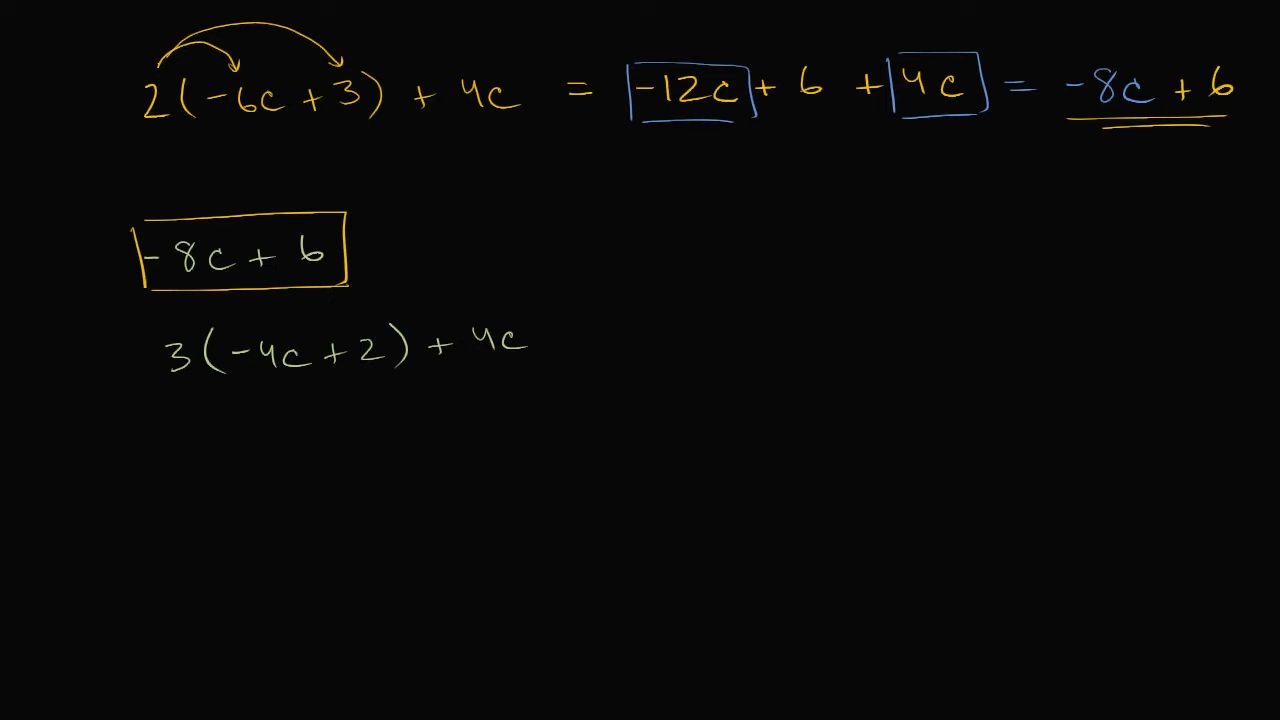 2(-6c+3) + 4c = -12c + 6 + 4c = -8c + 6
-8c + 6
3(-4c+2) + 4c